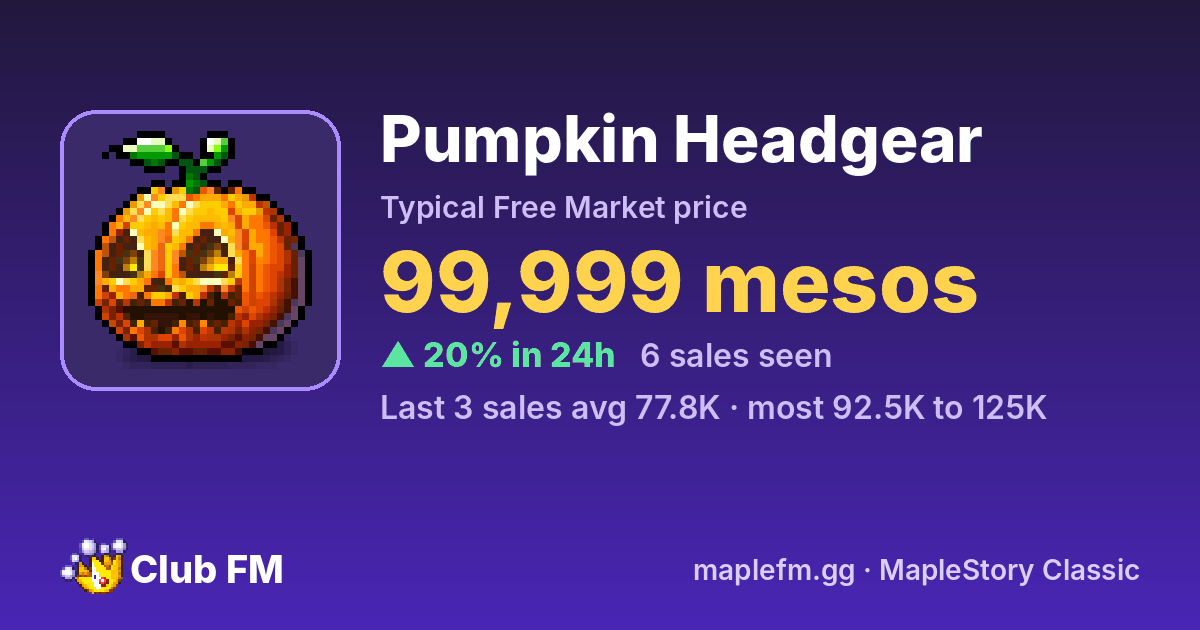 Pumpkin Headgear
Typical Free Market price
99,999 mesos
▲ 20% in 24h 6 sales seen
Last 3 sales avg 77.8K · most 92.5K to 125K
Club FM
maplefm.gg · MapleStory Classic